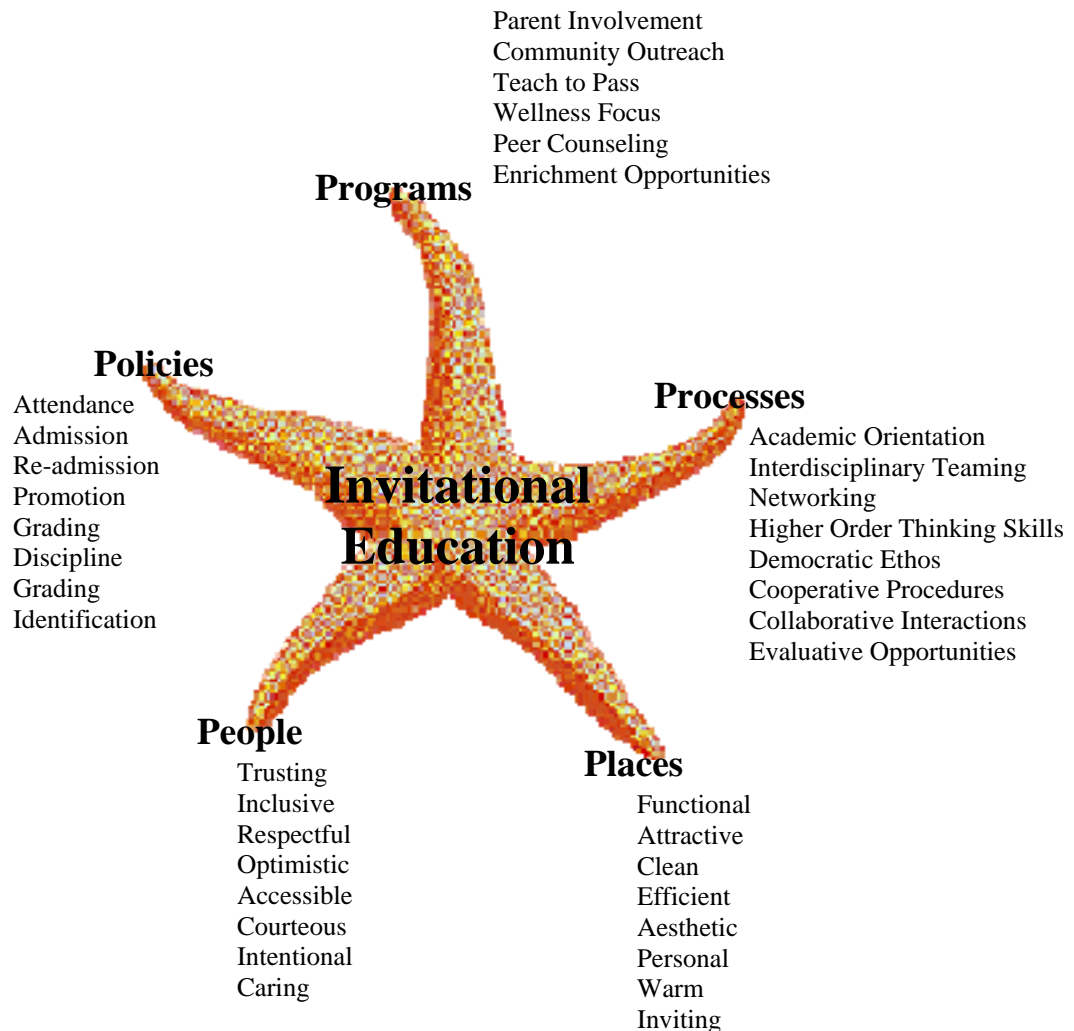 Parent Involvement
Community Outreach
Teach to Pass
Wellness Focus
Peer Counseling
Enrichment Opportunities
Programs
Policies
Attendance
Admission
Re-admission
Promotion
Grading
Discipline
Grading
Identification
Processes
Academic Orientation
Interdisciplinary Teaming
Networking
Higher Order Thinking Skills
Democratic Ethos
Cooperative Procedures
Collaborative Interactions
Evaluative Opportunities
Invitational
Education
People
Trusting
Inclusive
Respectful
Optimistic
Accessible
Courteous
Intentional
Caring
Places
Functional
Attractive
Clean
Efficient
Aesthetic
Personal
Warm
Inviting